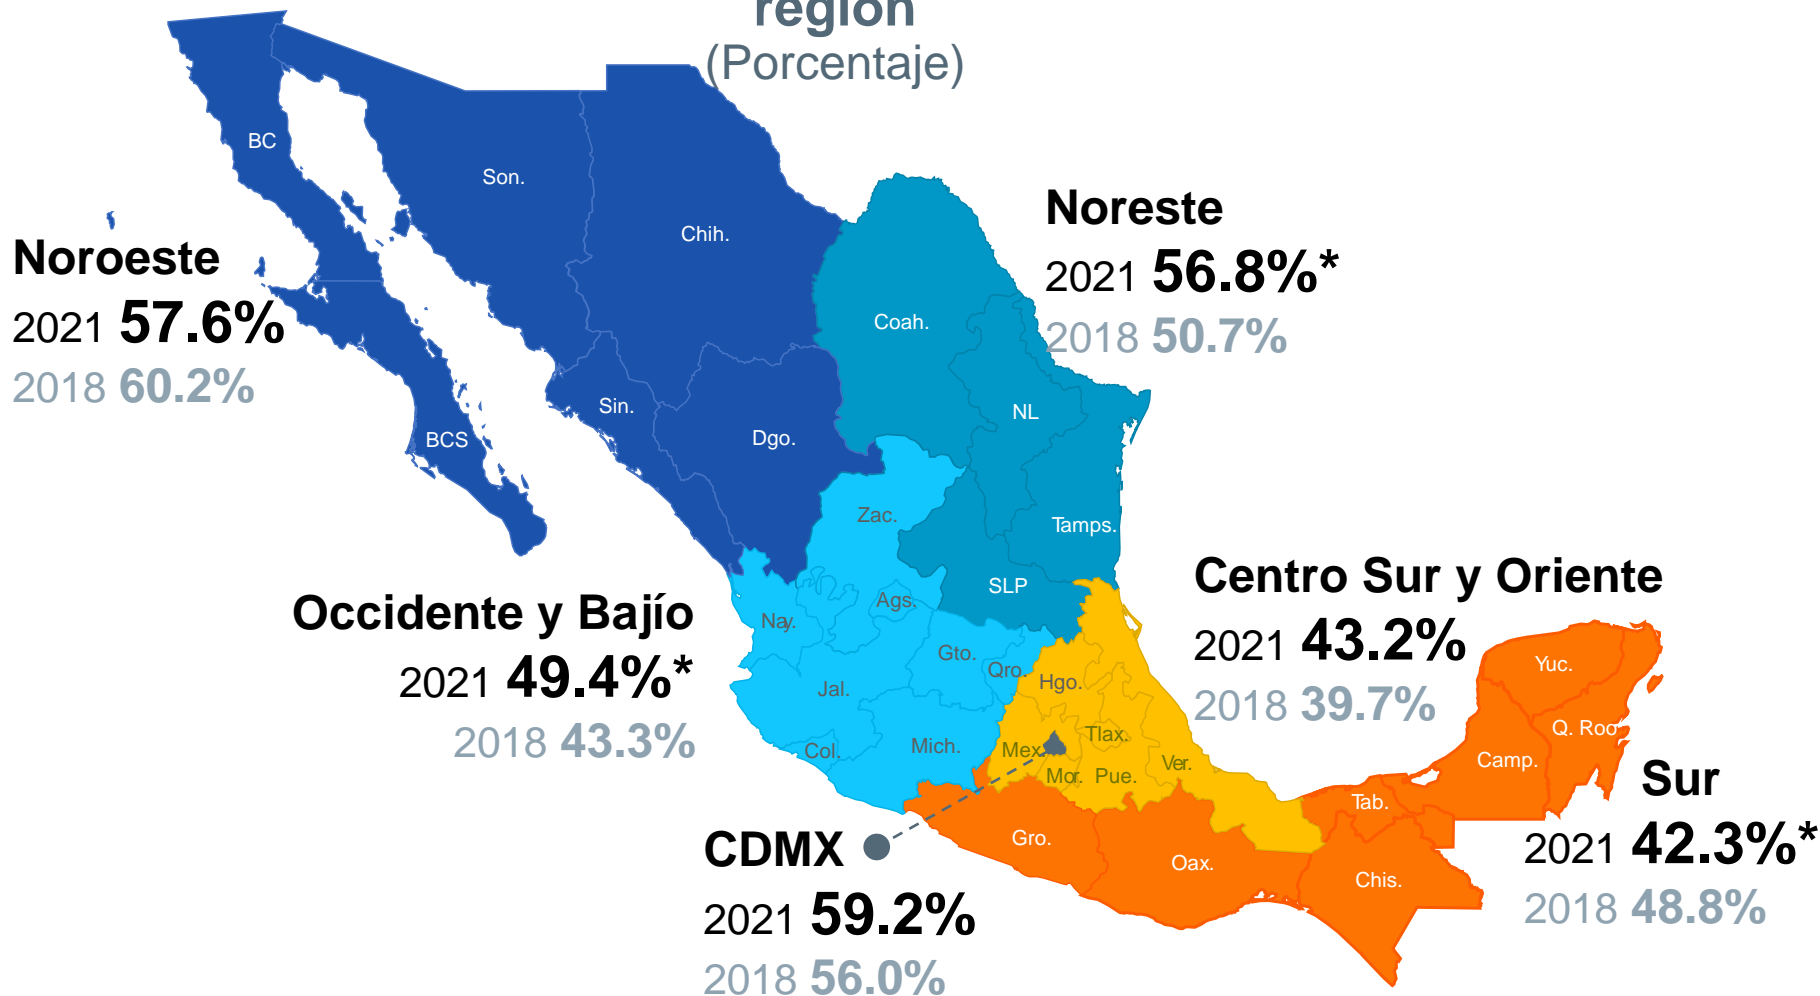 región
(Porcentaje)
BC
Son.
Chih.
Noreste
2021 56.8%*
2018 50.7%
Noroeste
2021 57.6%
2018 60.2%
Coah.
NL
Sin.
Dgo.
BCS
Zac.
Tamps.
SLP
Occidente y Bajío
2021 49.4%*
2018 43.3%
Nay.
Ags.
Gto.
Qro.
Jal.
Col.
Mich.
Centro Sur y Oriente
2021 43.2%
2018 39.7%
Hgo.
Mex.
Tlax.
Mor.
Pue.
Ver.
Yuc.
Q. Roo
Camp.
Tab.
Sur
2021 42.3%*
2018 48.8%
Gro.
Oax.
Chis.
CDMX
2021 59.2%
2018 56.0%